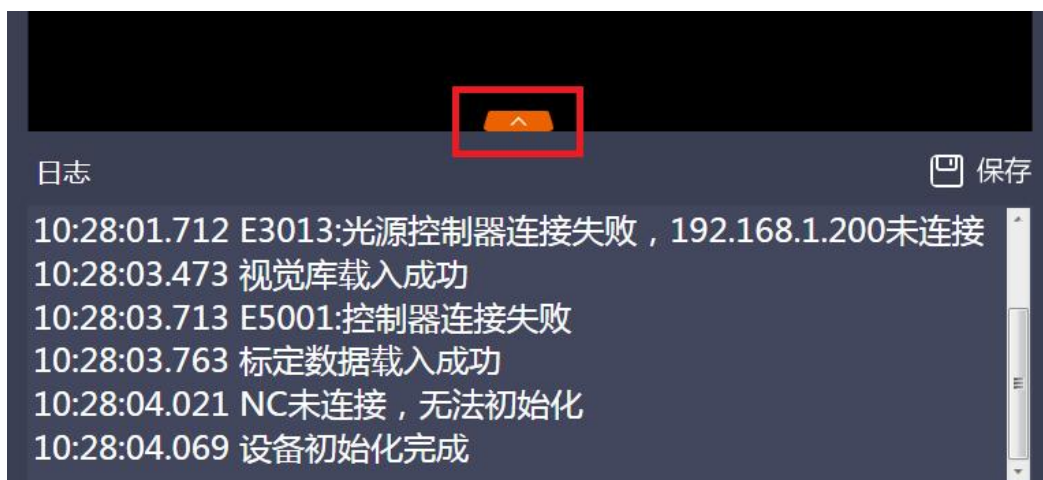 日志
保存
10:28:01.712 E3013:光源控制器连接失败，192.168.1.200未连接
10:28:03.473 视觉库载入成功
10:28:03.713 E5001:控制器连接失败
10:28:03.763 标定数据载入成功
10:28:04.021 NC未连接，无法初始化
10:28:04.069 设备初始化完成